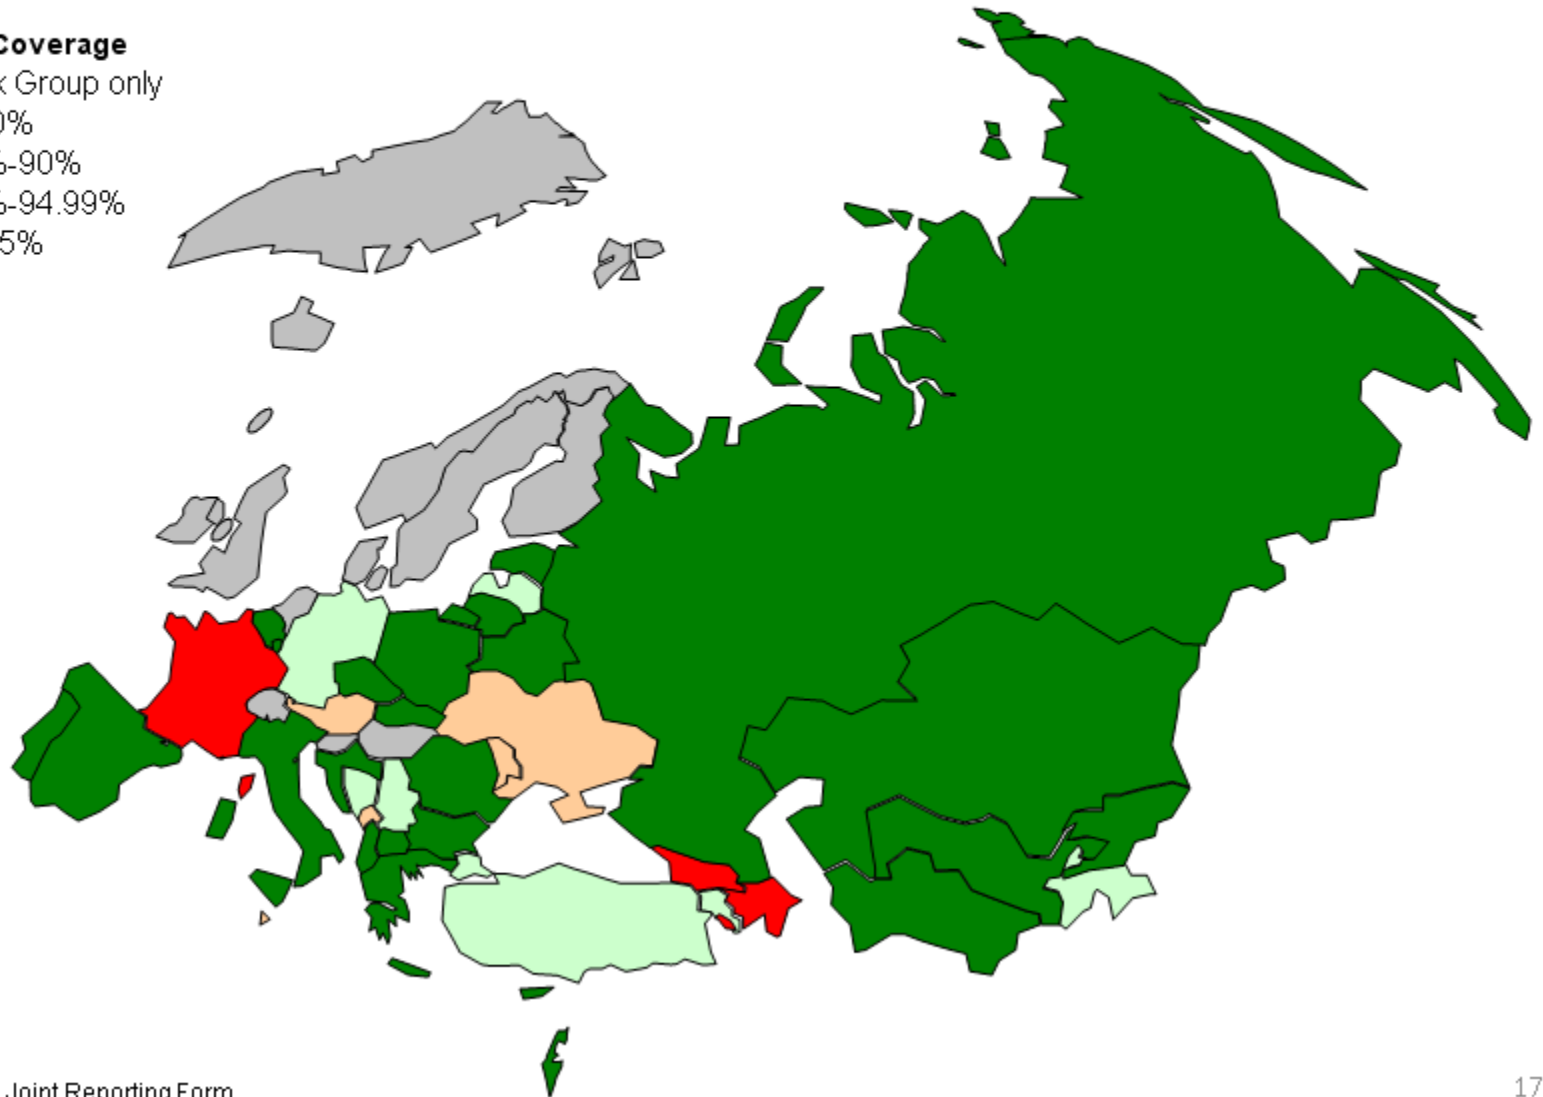 Coverage
k Group only
0%
%-90%
%-94.99%
5%
Joint Reporting Form
17